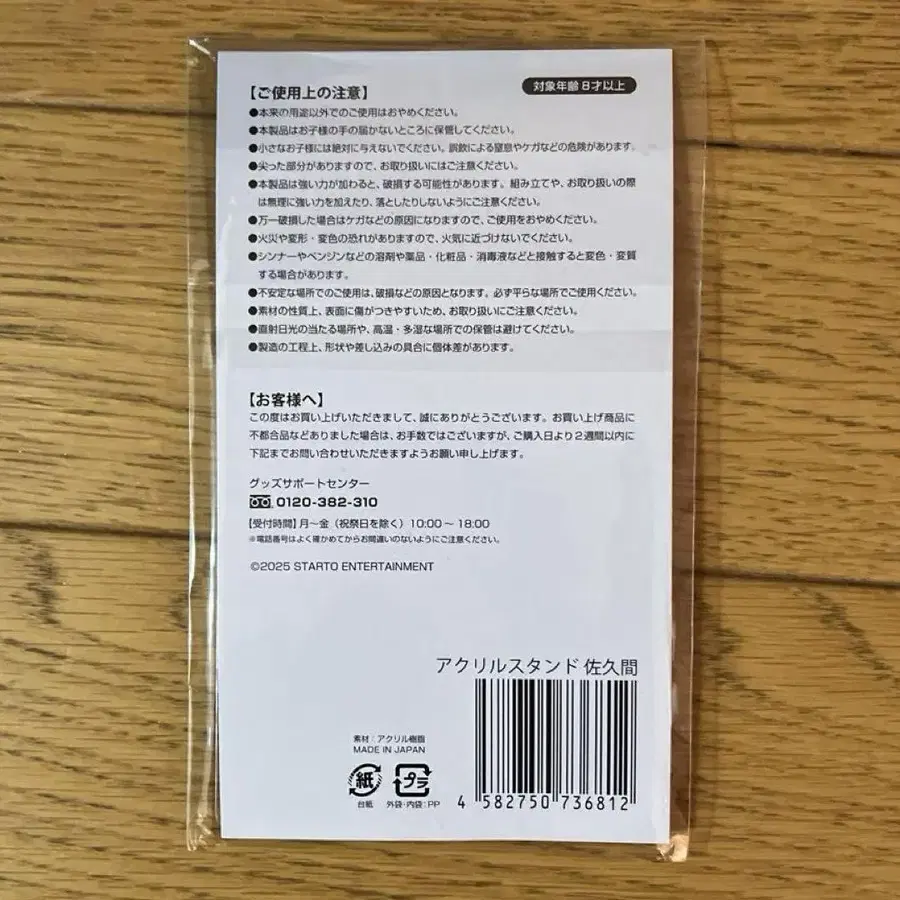 【ご使用上の注意】
対象年齢8才以上
●本来の用途以外でのご使用はおやめください。
●本製品はお子様の手の届かないところに保管してください。
●小さなお子様には絶対に与えないでください。誤飲による窒息やケガなどの危険があります。
●尖った部分がありますので、お取り扱いにはご注意ください。
●本製品は強い力が加わると、破損する可能性があります。組み立てや、お取り扱いの際
は無理に強い力を加えたり、落としたりしないようにご注意ください。
●万一破損した場合はケガなどの原因になりますので、ご使用をおやめください。
●火災や変形・変色の恐れがありますので、火気に近づけないでください。
●シンナーやベンジンなどの溶剤や薬品・化粧品・消毒液などと接触すると変色・変質
する場合があります。
●不安定な場所でのご使用は、破損などの原因となります。必ず平らな場所でご使用ください。
●素材の性質上、表面に傷がつきやすいため、お取り扱いにご注意ください。
●直射日光の当たる場所や、高温・多湿な場所での保管は避けてください。
●製造の工程上、形状や差し込みの具合に個体差があります。
【お客様へ】
この度はお買い上げいただきまして、誠にありがとうございます。お買い上げ商品に
不都合品などありました場合は、お手数ではございますが、ご購入日より2週間以内に
下記までお問い合わせいただきますようお願い申し上げます。
グッズサポートセンター
0120-382-310
【受付時間】月〜金（祝祭日を除く）10:00〜18:00
※電話番号はよく確かめてからお間違いのないようにご注意ください。
©2025 STARTO ENTERTAINMENT
アクリルスタンド 佐久間
素材：アクリル樹脂
MADE IN JAPAN
紙
プラ
台紙
外袋・内袋：PP
4 582750 736812